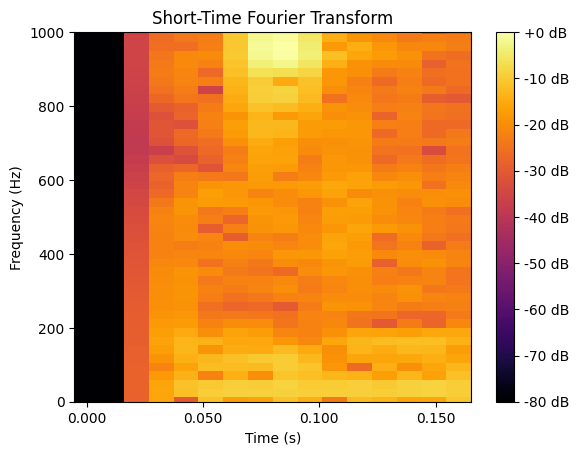 Short-Time Fourier Transform
1000
800
600
400
200
0
Frequency (Hz)
0.000
0.050
0.100
0.150
Time (s)
+0 dB
-10 dB
-20 dB
-30 dB
-40 dB
-50 dB
-60 dB
-70 dB
-80 dB